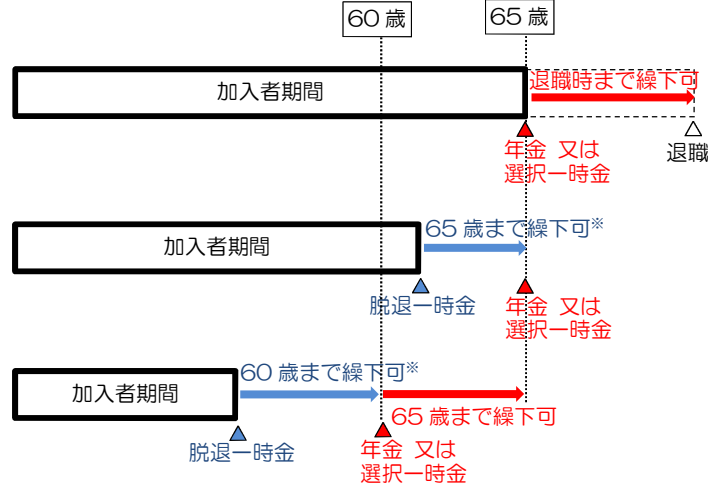 60 歳
65 歳
加入者期間
退職時まで繰下可
年金 又は
選択一時金
退職
加入者期間
65 歳まで繰下可※
脱退一時金
年金 又は
選択一時金
加入者期間
60 歳まで繰下可※
65 歳まで繰下可
脱退一時金
年金 又は
選択一時金